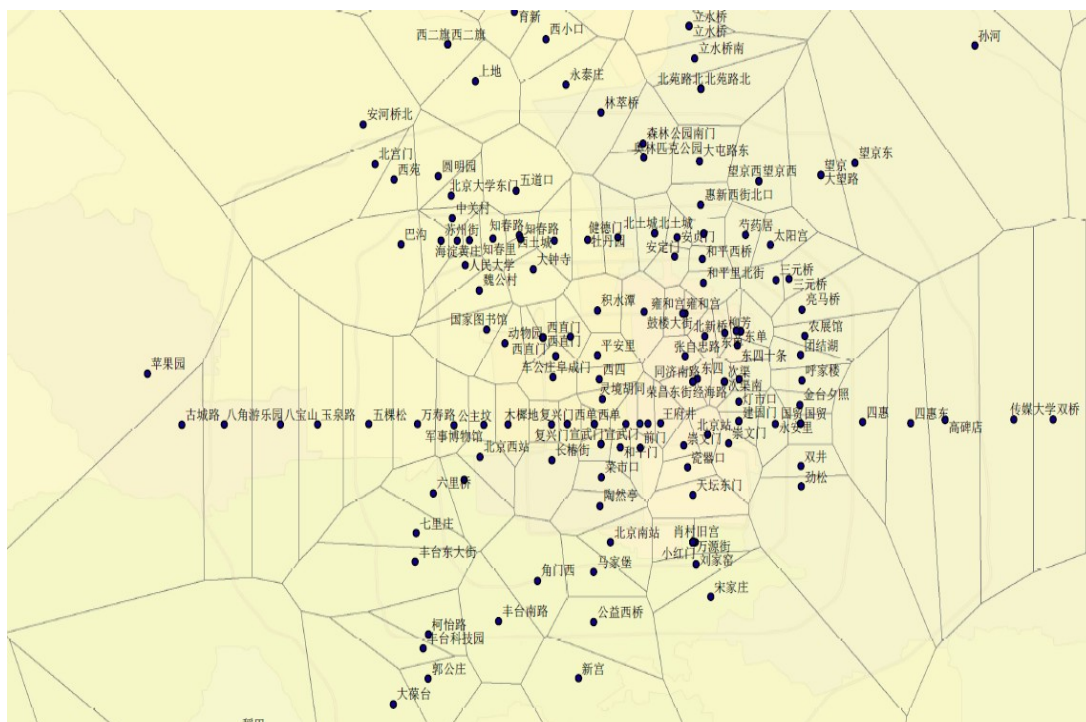 育新
立水桥
西二旗西二旗
西小口
立水桥
孙河
立水桥南
上地
永泰庄
北苑路北北苑路北
林萃桥
安河桥北
森林公园南门
北宫门
奥林匹克公园
大屯路东
望京东
西苑
圆明园
望京西望京西
望京
大望路
北京大学东门
五道口
惠新西街北口
中关村
巴沟
苏州街
知春路
知春路
健德门
北土城北土城
芍药居
海淀黄庄
知春里
西土城
牡丹园
安定门
安贞门
太阳宫
人民大学
大钟寺
和平西桥
魏公村
和平里北街
三元桥
三元桥
积水潭
雍和宫雍和宫
亮马桥
国家图书馆
动物园
西直门
鼓楼大街
北新桥
柳芳
农展馆
西直门
西直门
平安里
张自忠路
东单
团结湖
苹果园
车公庄阜成门
西四
同济南路
东四
东四十条
次渠
呼家楼
灵境胡同
荣昌东街经海路
次渠南
灯市口
金台夕照
古城路
八角游乐园
八宝山
玉泉路
五棵松
万寿路
公主坟
木樨地
复兴门
西单西单
王府井
建国门
国贸国贸
四惠
四惠东
传媒大学双桥
军事博物馆
复兴门
宣武门
宣武门
前门
北京站
永安里
高碑店
北京西站
长椿街
和平门
崇文门
崇文门
瓷器口
双井
菜市口
劲松
六里桥
陶然亭
天坛东门
七里庄
北京南站
肖村旧宫
丰台东大街
小红门
万源街
角门西
马家堡
刘家窑
宋家庄
丰台南路
公益西桥
柯怡路
丰台科技园
郭公庄
新宫
大葆台